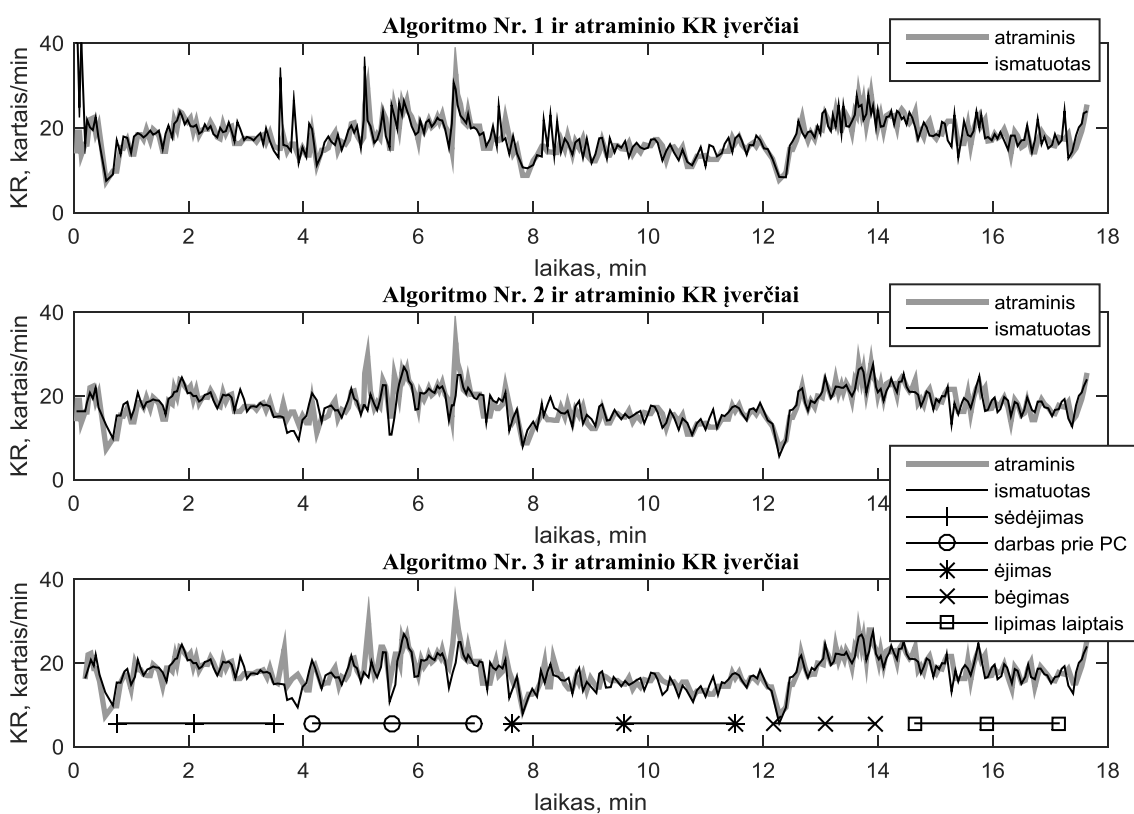 Algoritmo Nr. 1 ir atraminio KR įverčiai
atraminis
ismatuotas
KR, kartais/min
40
20
0
0 2 4 6 8 10 12 14 16 18
laikas, min
Algoritmo Nr. 2 ir atraminio KR įverčiai
atraminis
ismatuotas
KR, kartais/min
40
20
0
0 2 4 6 8 10 12 14
laikas, min
atraminis
ismatuotas
sėdėjimas
darbas prie PC
ėjimas
bėgimas
lipimas laiptais
Algoritmo Nr. 3 ir atraminio KR įverčiai
KR, kartais/min
40
20
0
0 2 4 6 8 10 12 14 16 18
laikas, min